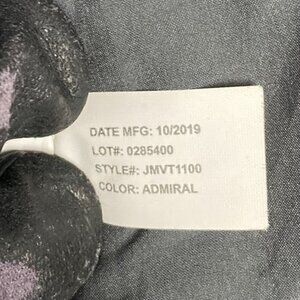 DATE MFG: 10/2019
LOT#: 0285400
STYLE#: JMVT1100
COLOR: ADMIRAL